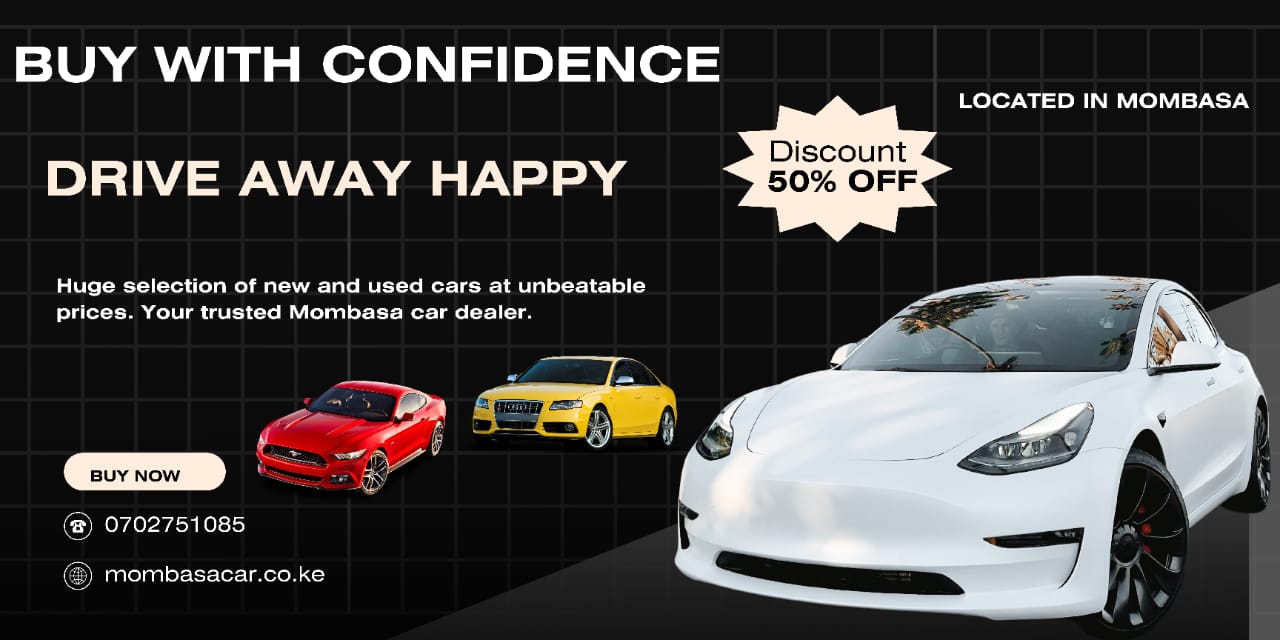 BUY WITH CONFIDENCE
LOCATED IN MOMBASA
Discount
50% OFF
DRIVE AWAY HAPPY
Huge selection of new and used cars at unbeatable
prices. Your trusted Mombasa car dealer.
BUY NOW
0702751085
mombasacar.co.ke